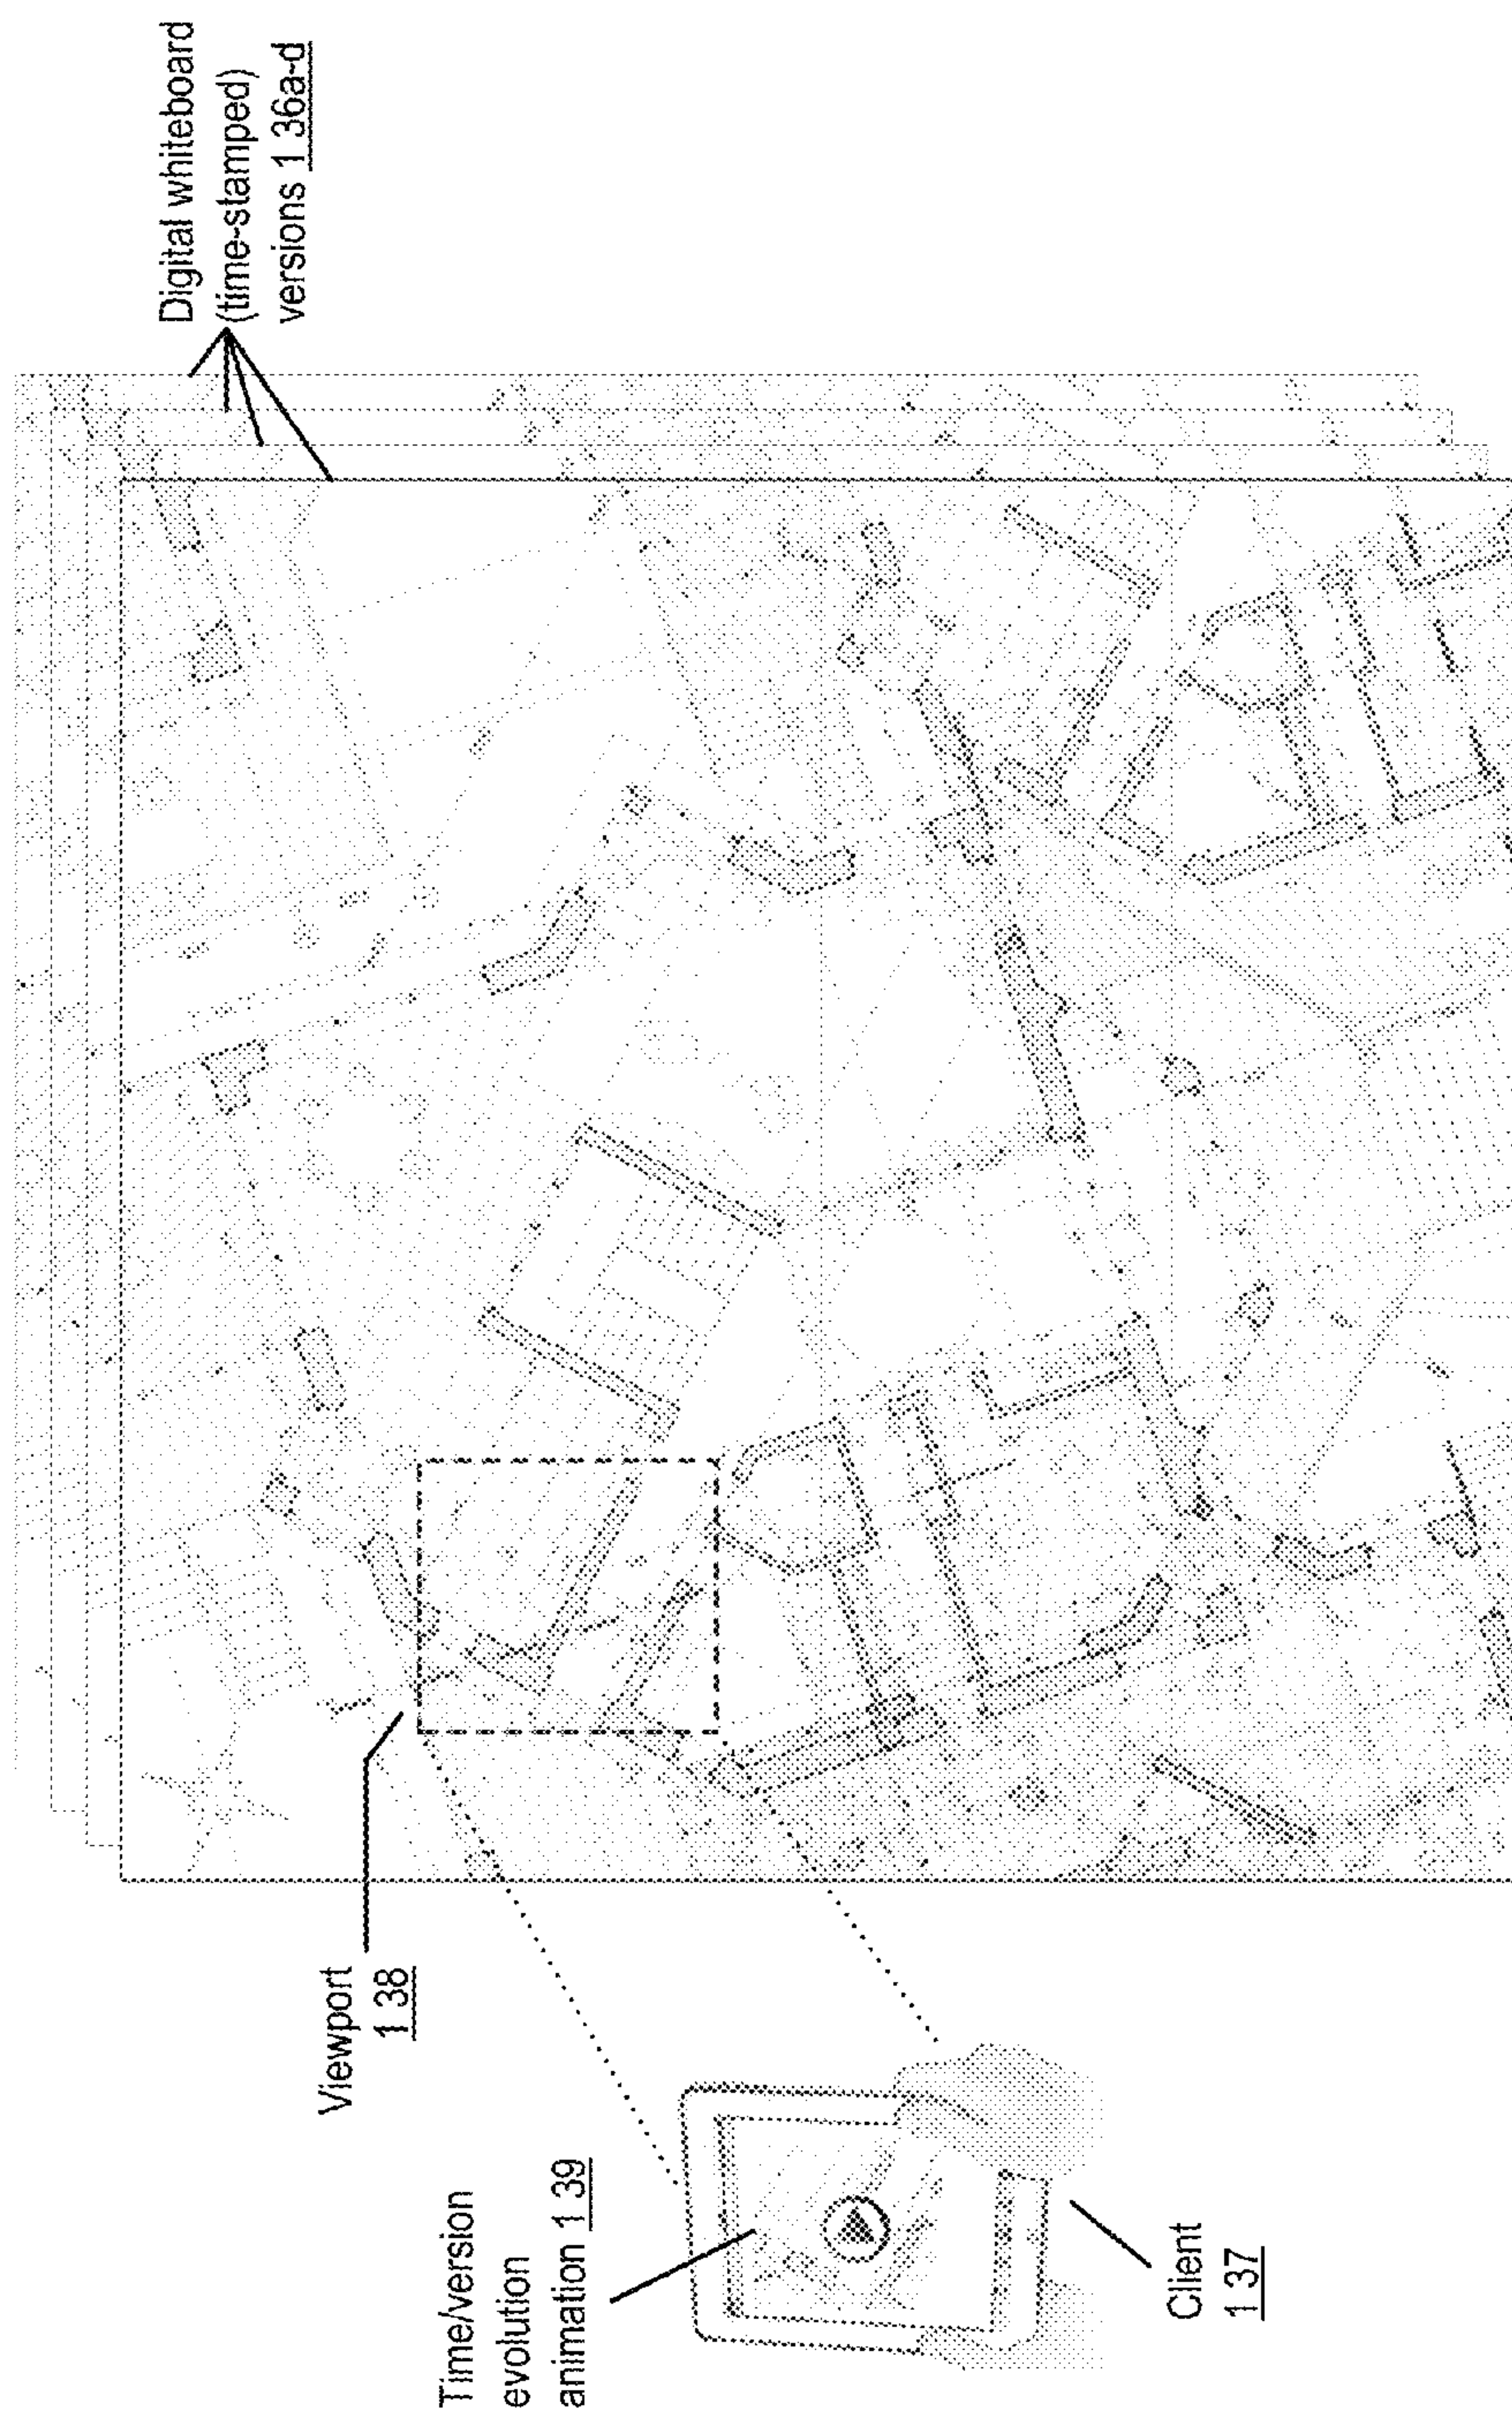 Digital whiteboard
(time-stamped)
versions 1 36a-d
Viewport
1 38
Time/version
evolution
animation 1 39
Client
1 37